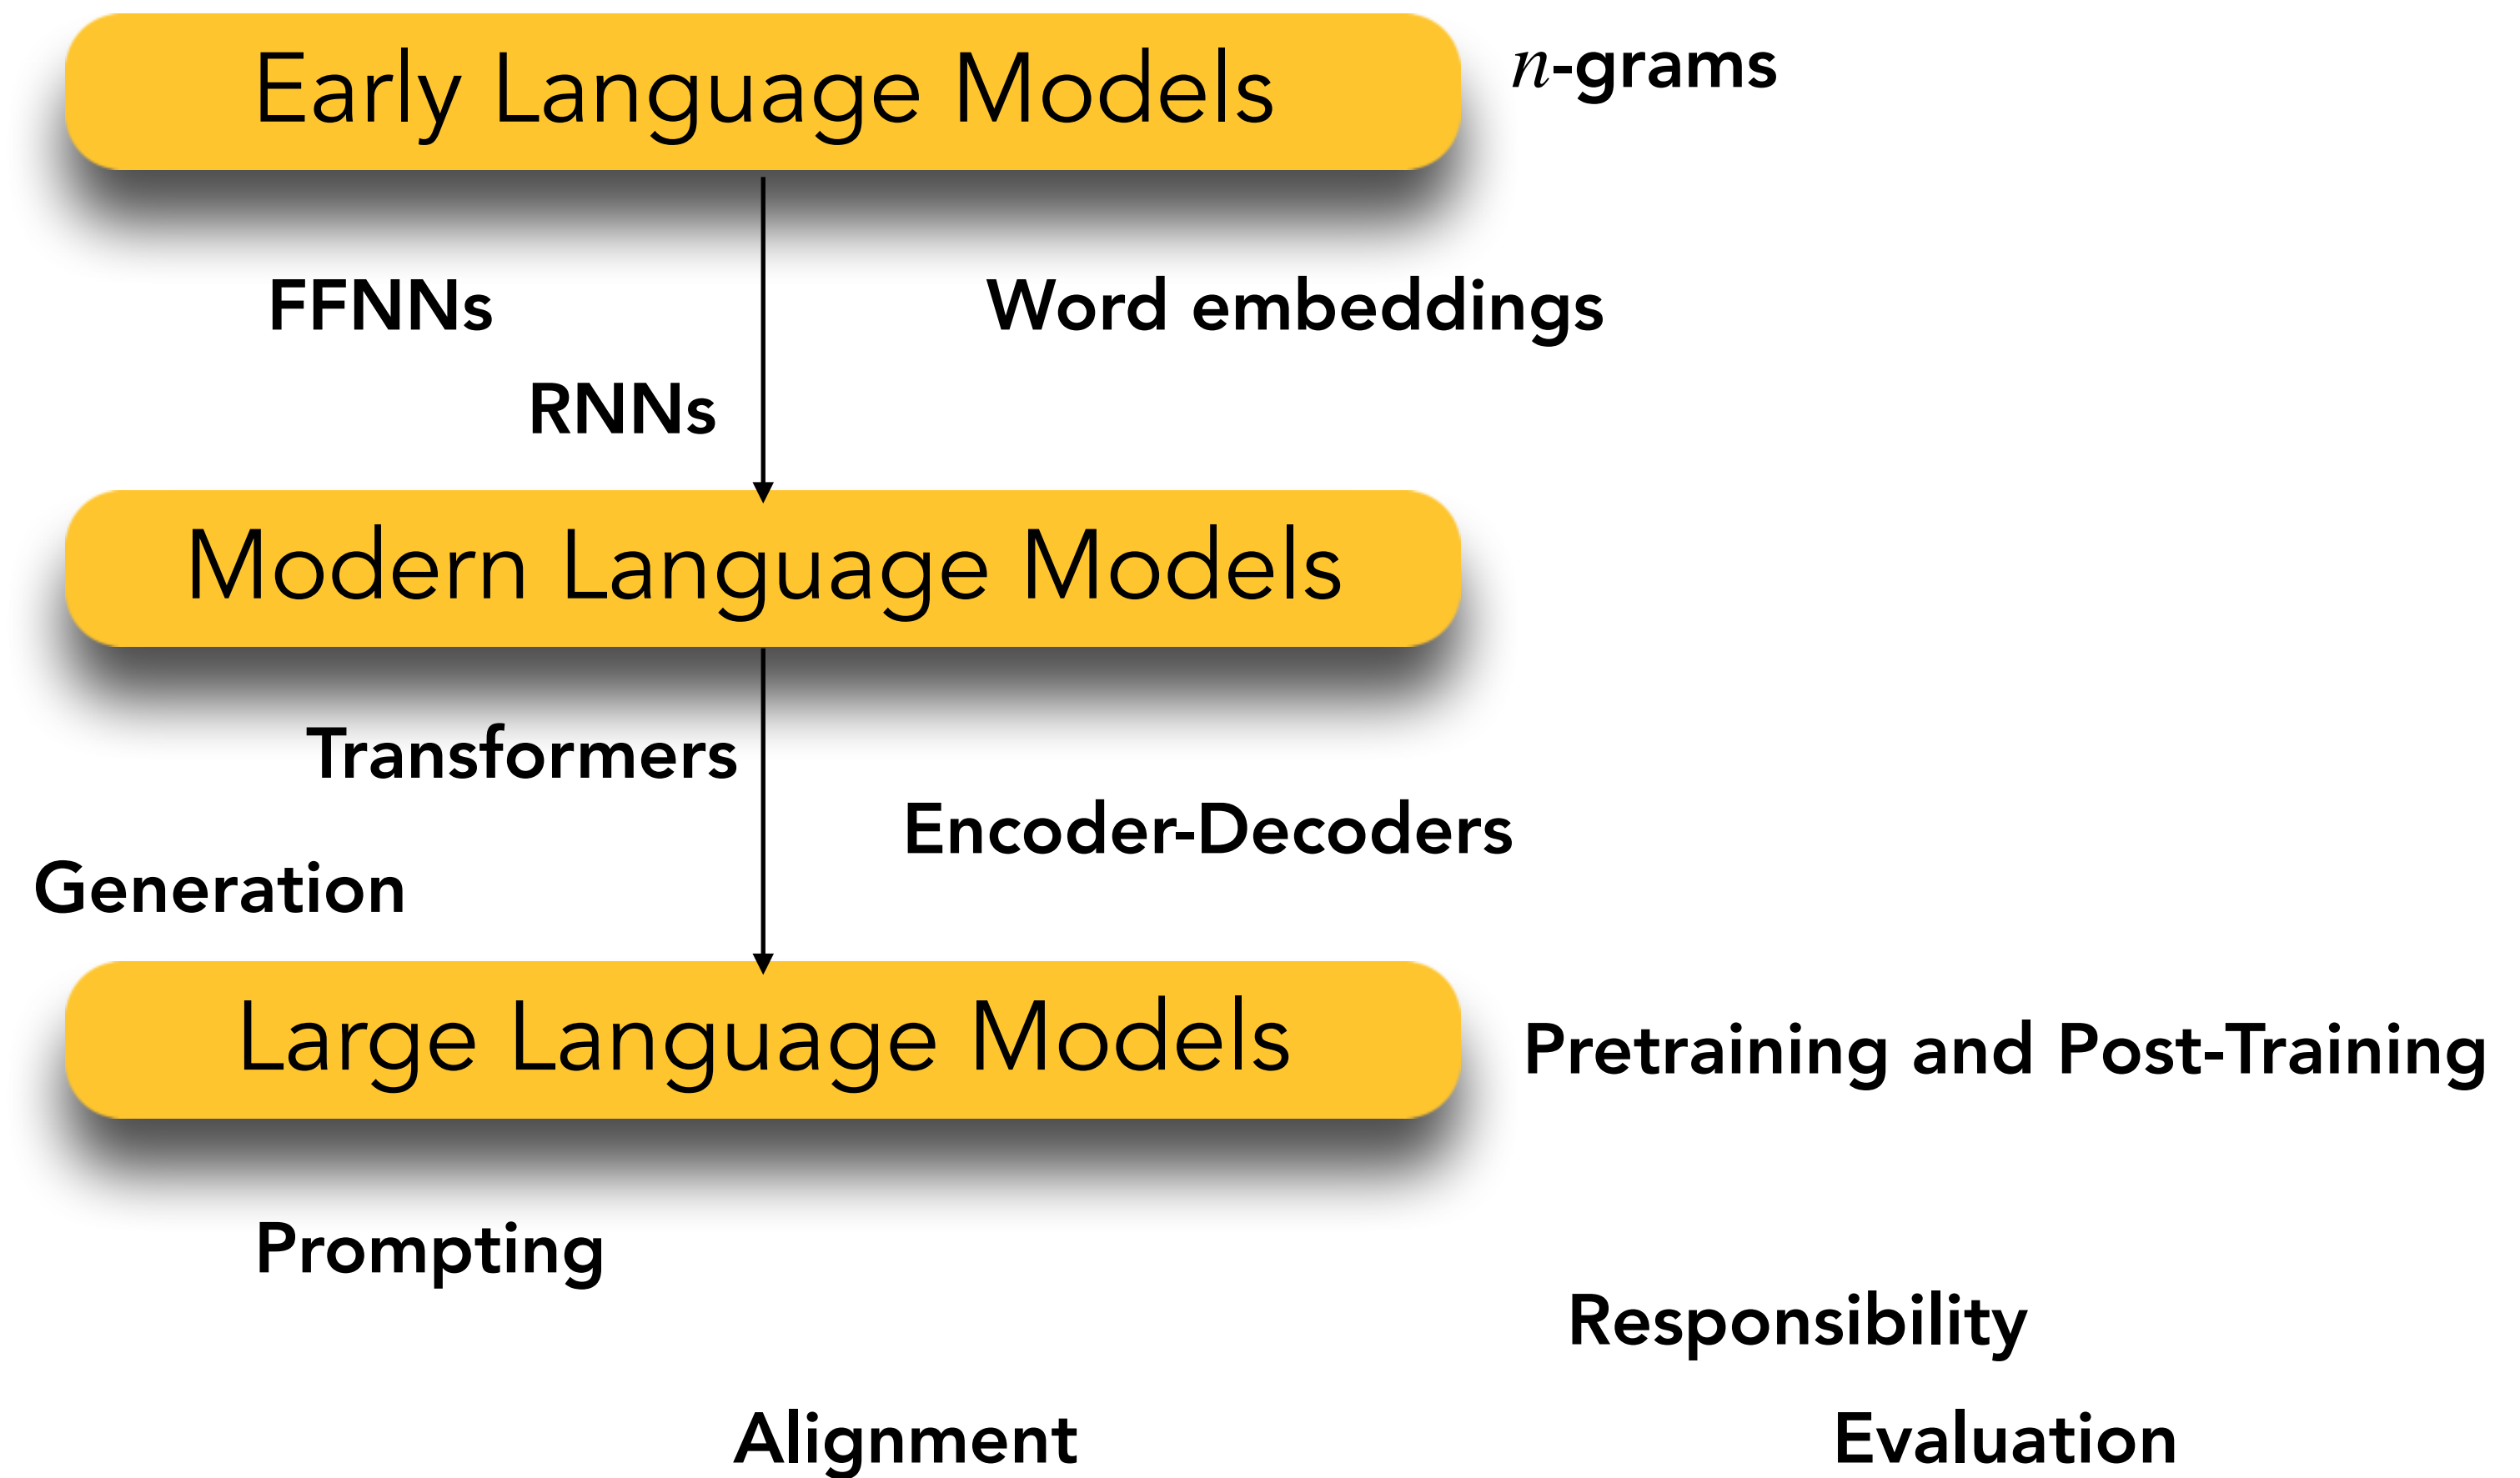 Early Language Models
n-grams
FFNNs
Word embeddings
RNNs
Modern Language Models
Transformers
Encoder-Decoders
Generation
Large Language Models
Pretraining and Post-Training
Prompting
Responsibility
Alignment
Evaluation